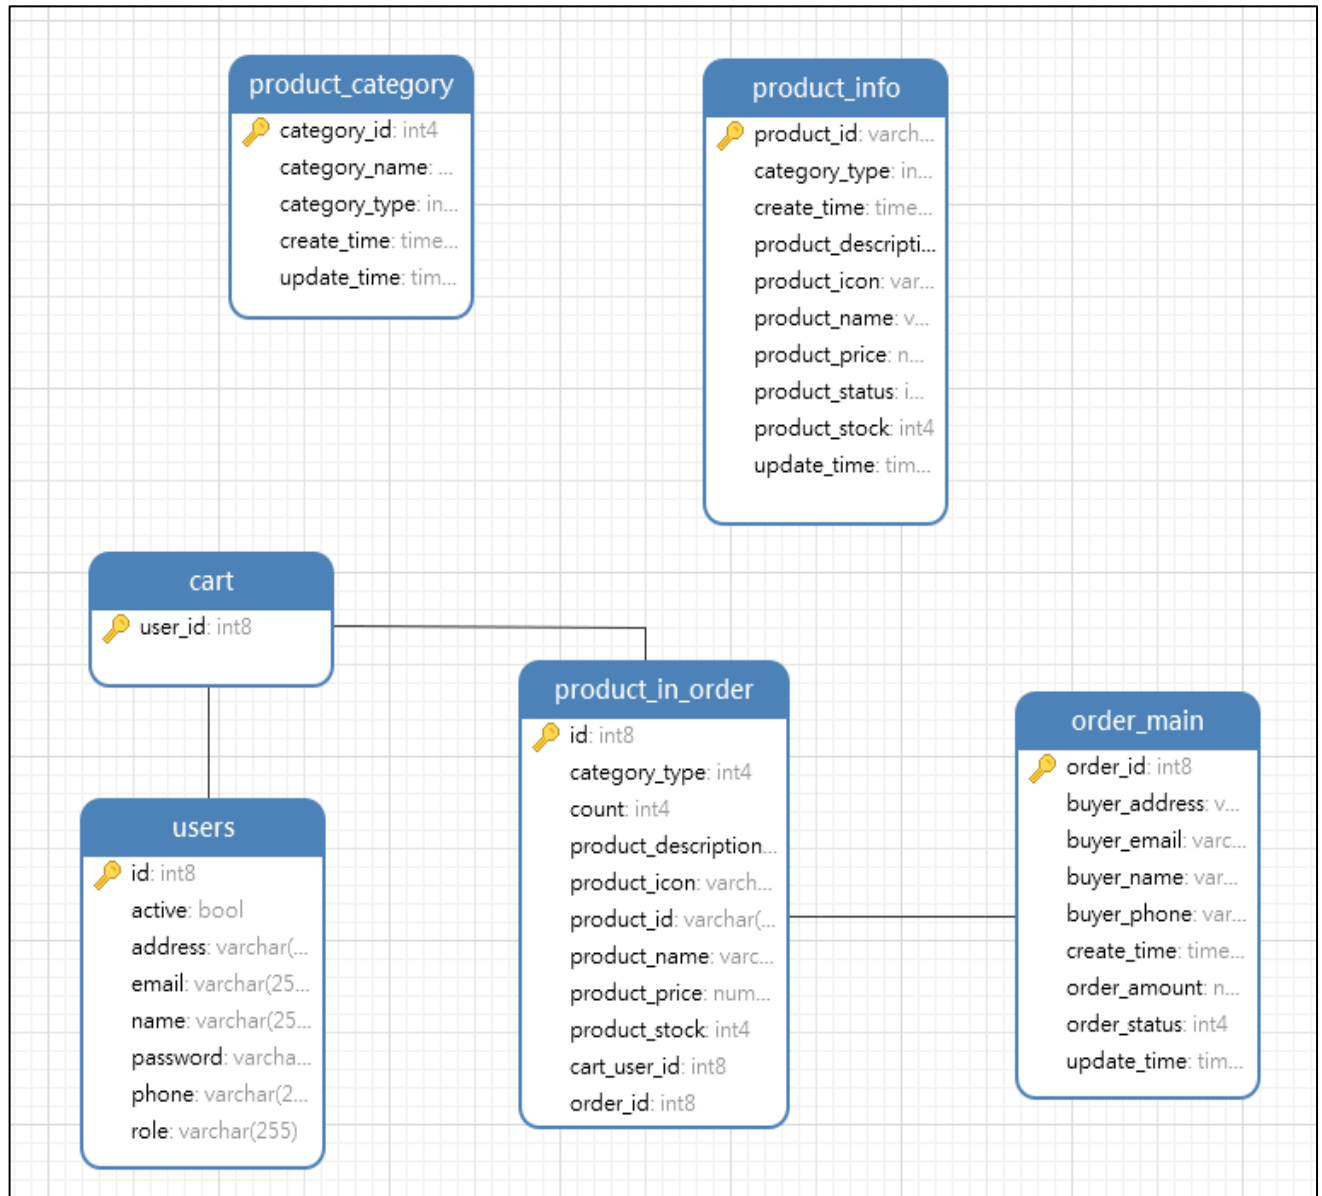 product_category
category_id: int4
category_name: ...
category_type: in...
create_time: time...
update_time: tim...
product_info
product_id: varch...
category_type: in...
create_time: time...
product_descripti...
product_icon: var...
product_name: v...
product_price: n...
product_status: i...
product_stock: int4
update_time: tim...
cart
user_id: int8
users
id: int8
active: bool
address: varchar(...
email: varchar(25...
name: varchar(25...
password: varcha...
phone: varchar(2...
role: varchar(255)
product_in_order
id: int8
category_type: int4
count: int4
product_description...
product_icon: varch...
product_id: varchar(...
product_name: varc...
product_price: num...
product_stock: int4
cart_user_id: int8
order_id: int8
order_main
order_id: int8
buyer_address: v...
buyer_email: varc...
buyer_name: var...
buyer_phone: var...
create_time: time...
order_amount: n...
order_status: int4
update_time: tim...